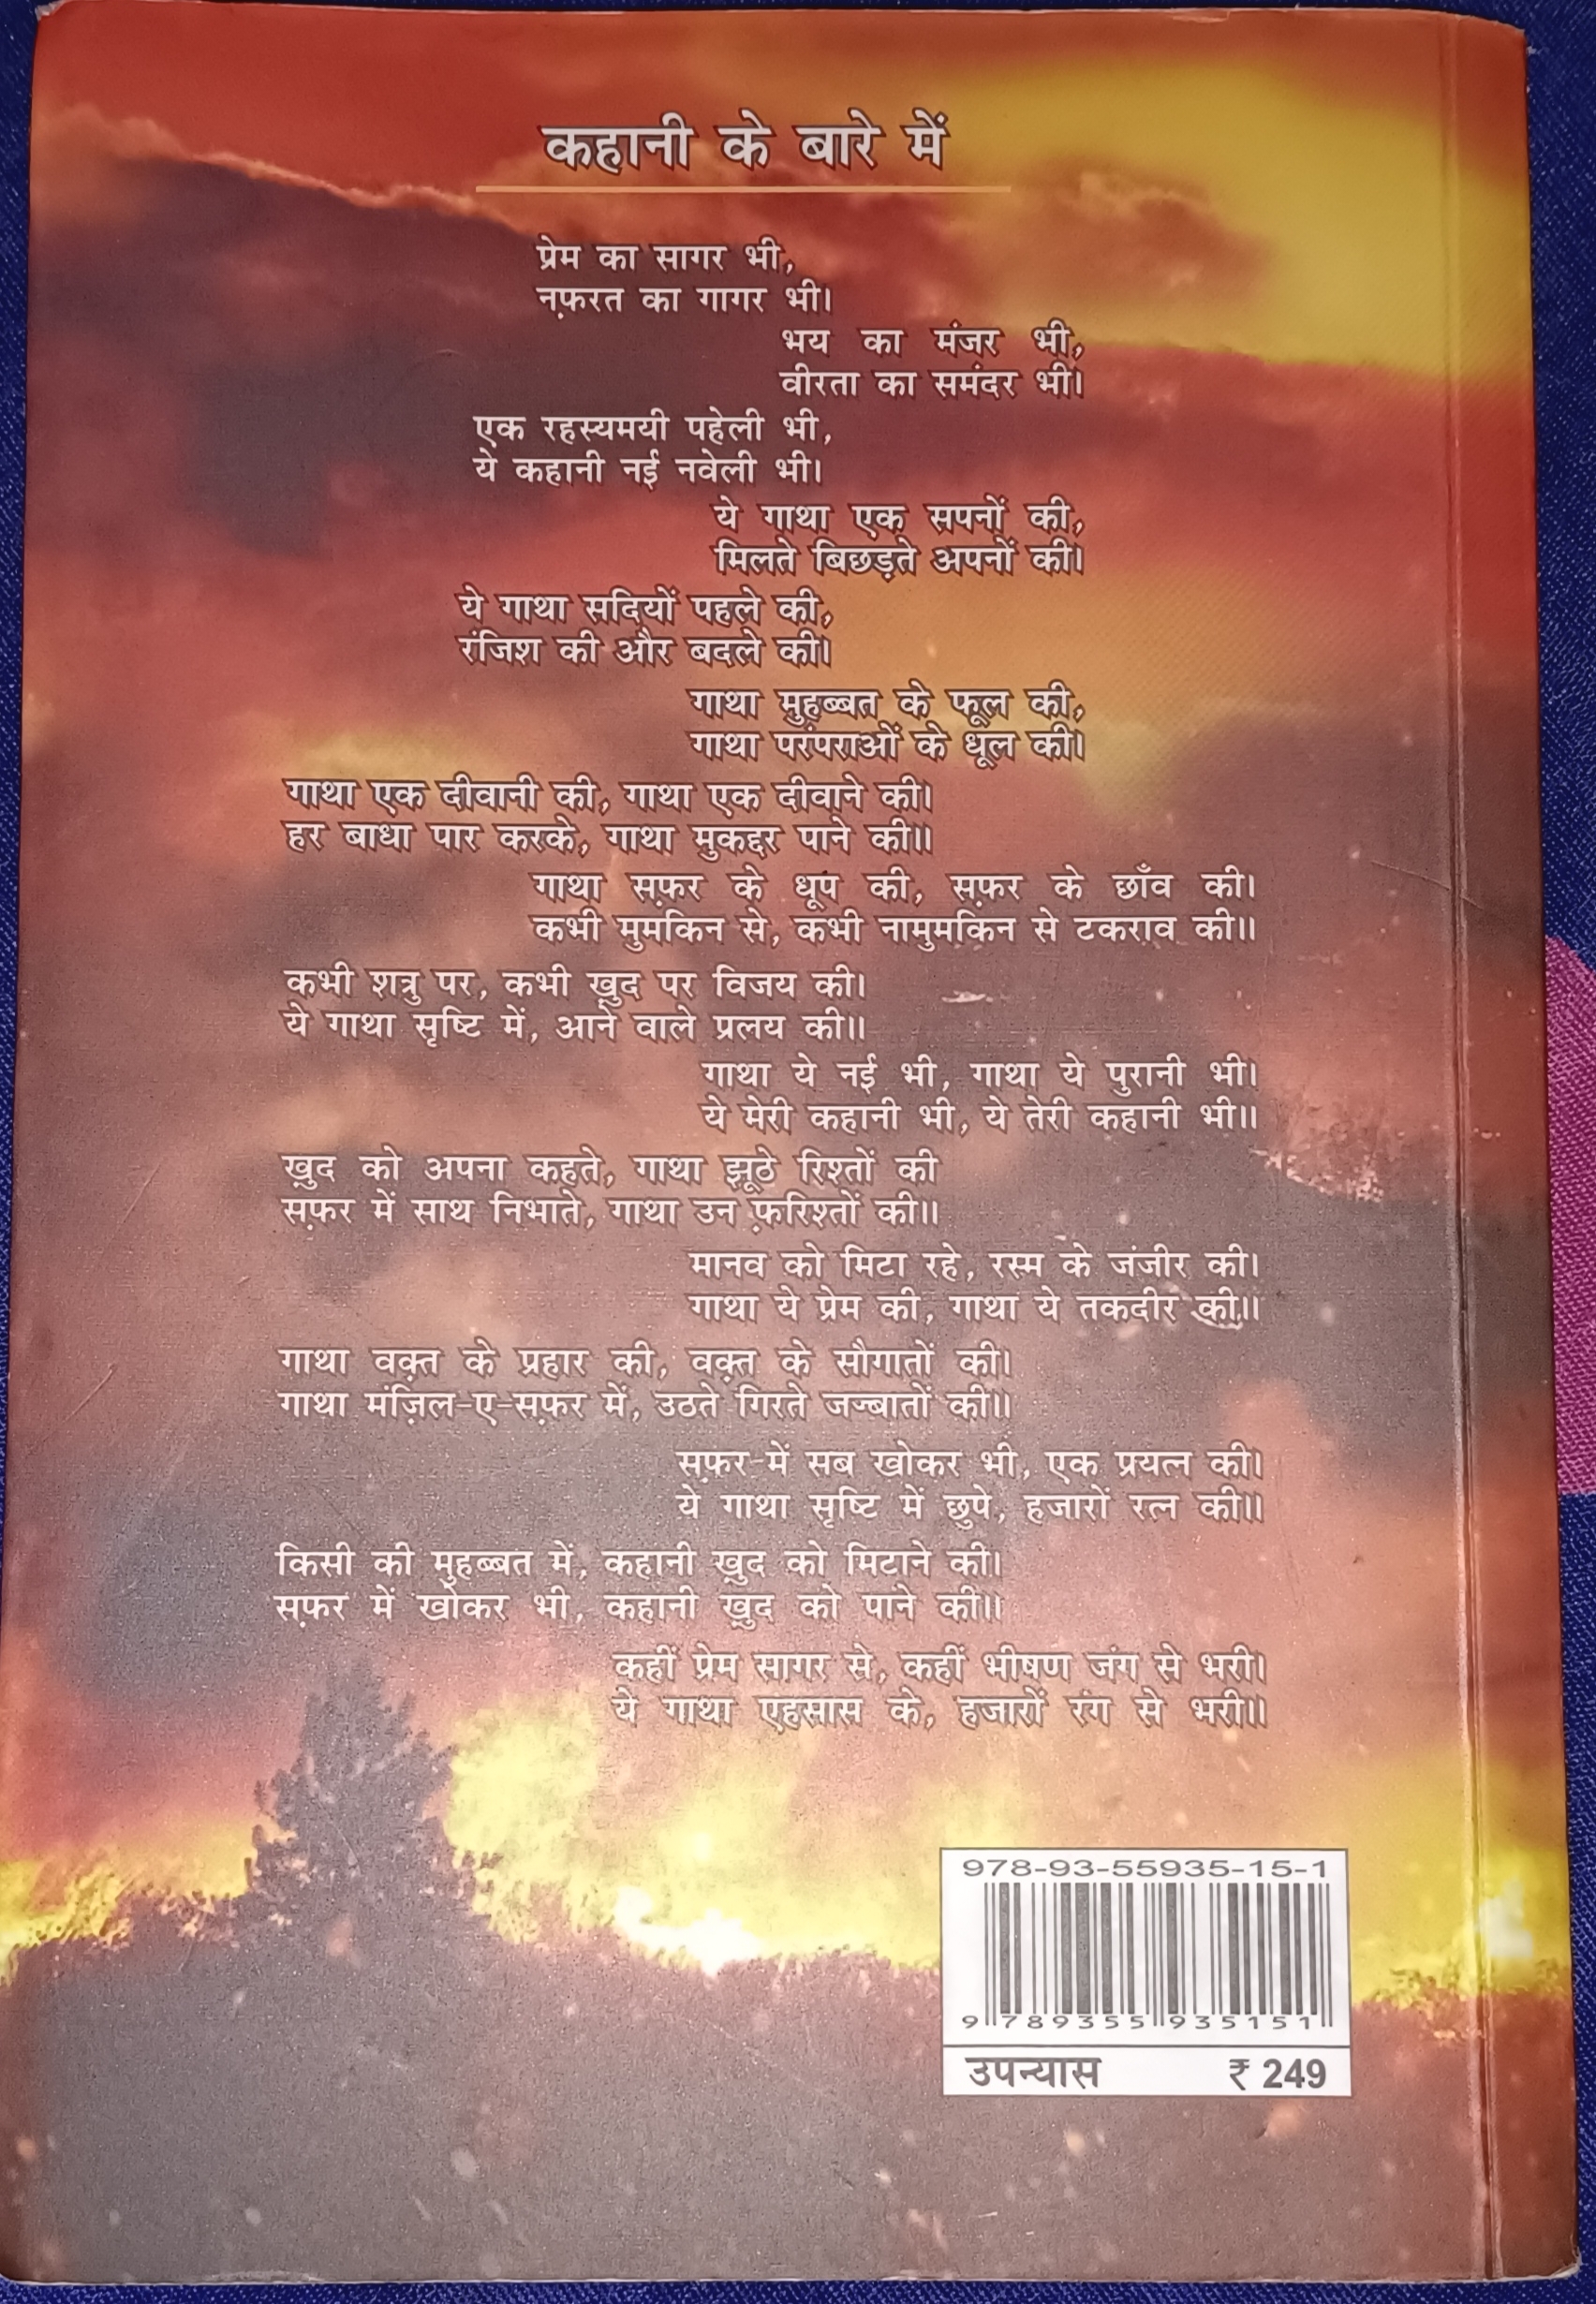 कहानी के बारे में
प्रेम का सागर भी,
नफ़रत का गागर भी।
भय का मंजर भी,
वीरता का समंदर भी।
एक रहस्यमयी पहेली भी,
ये कहानी नई नवेली भी।
ये गाथा एक सपनों की,
मिलते बिछड़ते अपनों की।
ये गाथा सदियों पहले की,
रंजिश की और बदले की।
गाथा मुहब्बत के फूल की,
गाथा परंपराओं के धूल की।
गाथा एक दीवानी की, गाथा एक दीवाने की।
हर बाधा पार करके, गाथा मुकद्दर पाने की॥
गाथा सफ़र के धूप की, सफ़र के छाँव की।
कभी मुमकिन से, कभी नामुमकिन से टकराव की॥
कभी शत्रु पर, कभी ख़ुद पर विजय की।
ये गाथा सृष्टि में, आने वाले प्रलय की॥
गाथा ये नई भी, गाथा ये पुरानी भी।
ये मेरी कहानी भी, ये तेरी कहानी भी॥
ख़ुद को अपना कहते, गाथा झूठे रिश्तों की
सफ़र में साथ निभाते, गाथा उन फ़रिश्तों की॥
मानव को मिटा रहे, रस्म के जंजीर की।
गाथा ये प्रेम की, गाथा ये तकदीर की॥
गाथा वक़्त के प्रहार की, वक़्त के सौगातों की।
गाथा मंज़िल-ए-सफ़र में, उठते गिरते जज्बातों की॥
सफ़र में सब खोकर भी, एक प्रयत्न की।
ये गाथा सृष्टि में छुपे, हजारों रत्न की॥
किसी की मुहब्बत में, कहानी ख़ुद को मिटाने की।
सफ़र में खोकर भी, कहानी ख़ुद को पाने की॥
कहीं प्रेम सागर से, कहीं भीषण जंग से भरी।
ये गाथा एहसास के, हजारों रंग से भरी॥
978-93-55935-15-1
9 789355 935151
उपन्यास ₹ 249